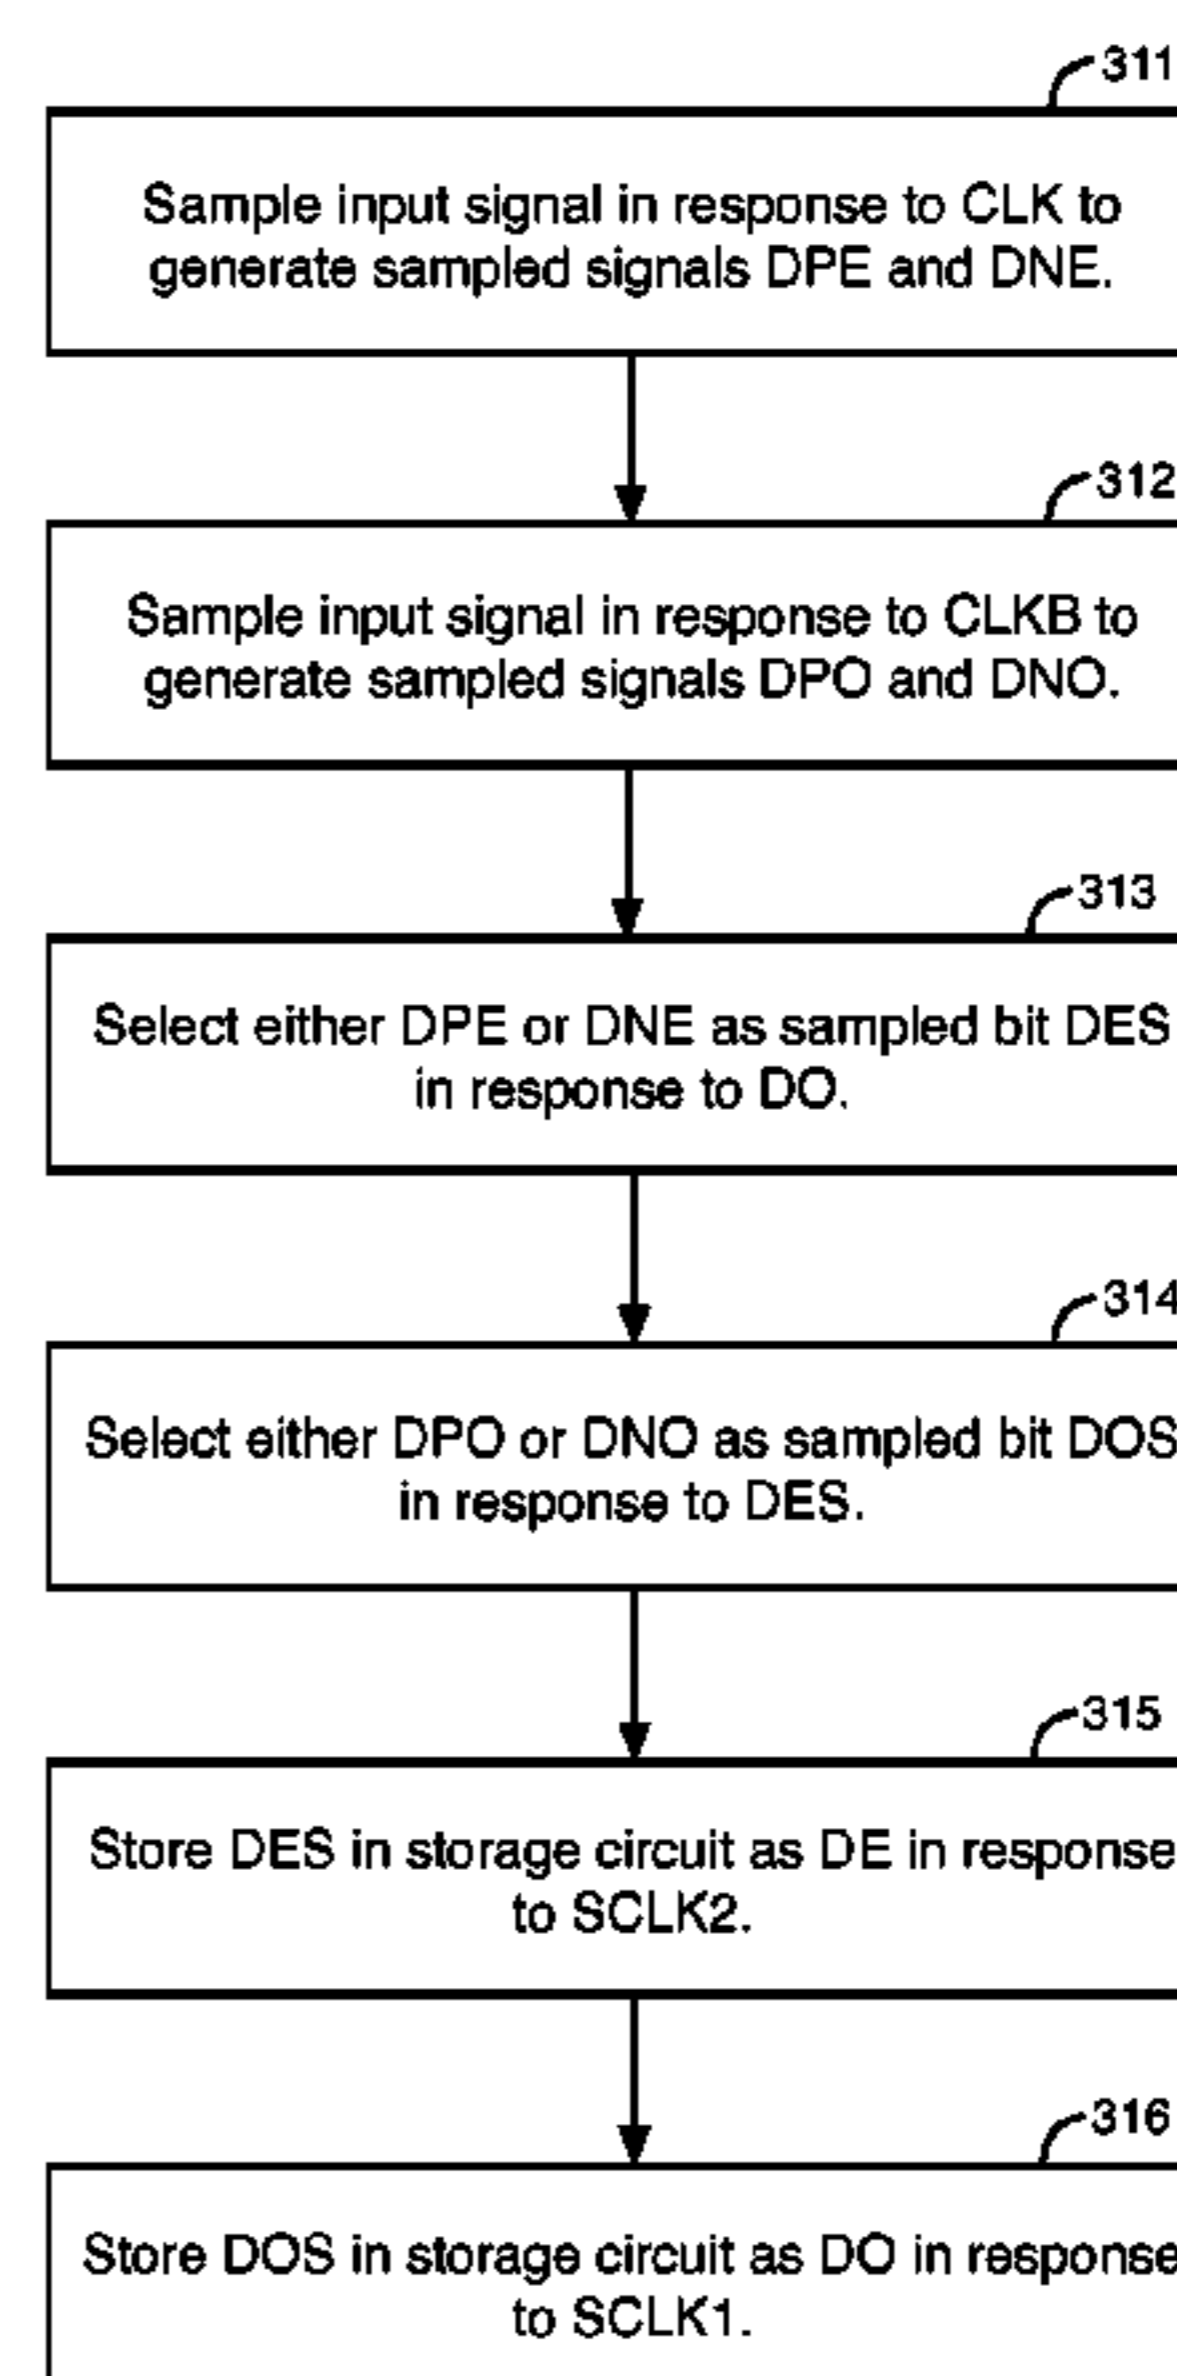 311
Sample input signal in response to CLK to
generate sampled signals DPE and DNE.
312
Sample input signal in response to CLKB to
generate sampled signals DPO and DNO.
313
Select either DPE or DNE as sampled bit DES
in response to DO.
314
Select either DPO or DNO as sampled bit DOS
in response to DES.
315
Store DES in storage circuit as DE in response
to SCLK2.
316
Store DOS in storage circuit as DO in response
to SCLK1.